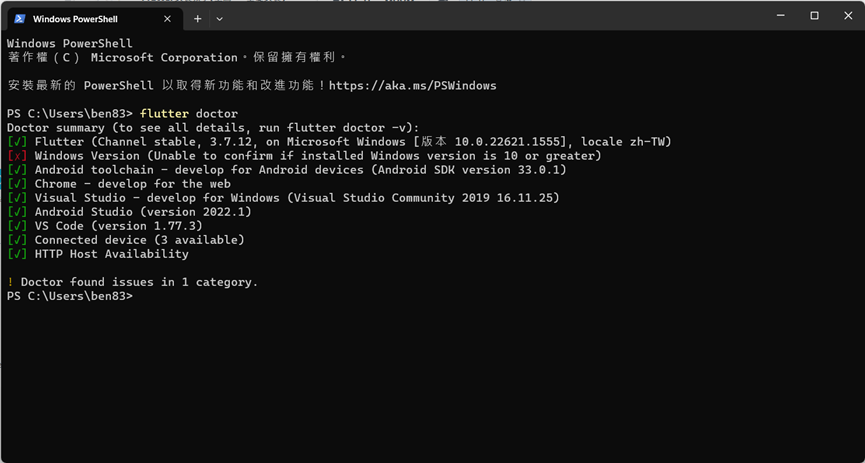 Windows PowerShell
Windows PowerShell
著作權（C） Microsoft Corporation。保留擁有權利。
安裝最新的 PowerShell 以取得新功能和改進功能！https://aka.ms/PSWindows
PS C:\Users\ben83> flutter doctor
Doctor summary (to see all details, run flutter doctor -v):
[√] Flutter (Channel stable, 3.7.12, on Microsoft Windows [版本 10.0.22621.1555], locale zh-TW)
[x] Windows Version (Unable to confirm if installed Windows version is 10 or greater)
[√] Android toolchain - develop for Android devices (Android SDK version 33.0.1)
[√] Chrome - develop for the web
[√] Visual Studio - develop for Windows (Visual Studio Community 2019 16.11.25)
[√] Android Studio (version 2022.1)
[√] VS Code (version 1.77.3)
[√] Connected device (3 available)
[√] HTTP Host Availability
! Doctor found issues in 1 category.
PS C:\Users\ben83>